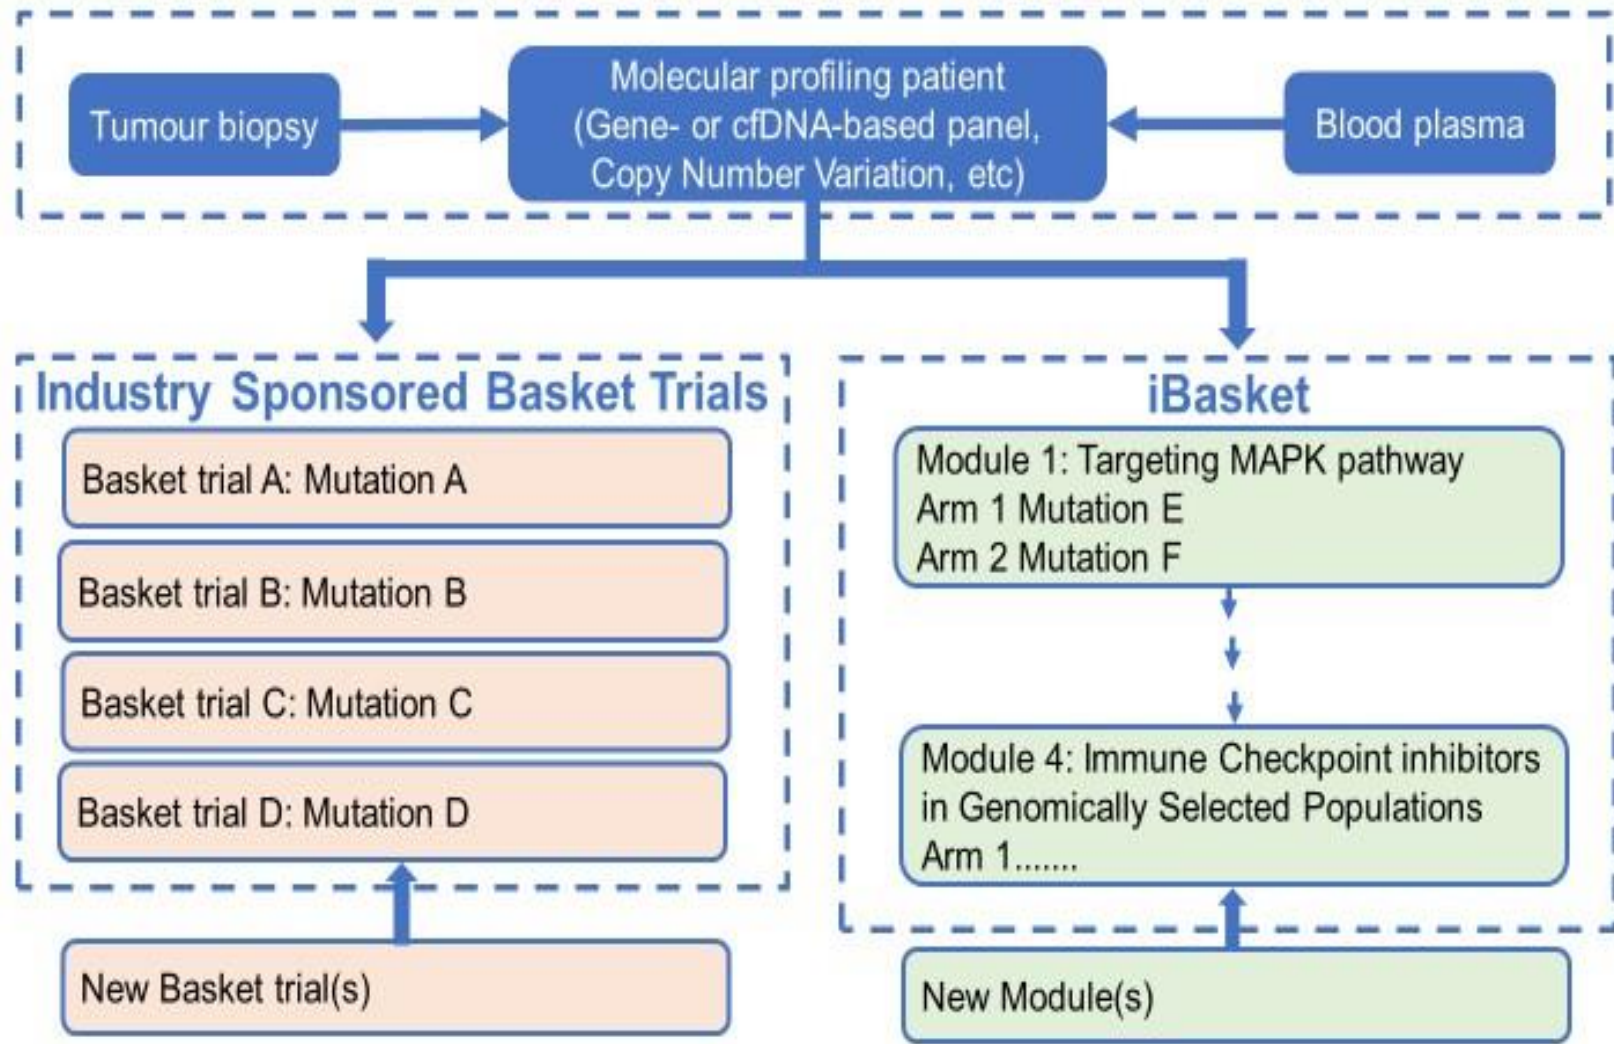 Tumour biopsy
Molecular profiling patient
(Gene- or cfDNA-based panel,
Copy Number Variation, etc)
Blood plasma
Industry Sponsored Basket Trials
Basket trial A: Mutation A
Basket trial B: Mutation B
Basket trial C: Mutation C
Basket trial D: Mutation D
New Basket trial(s)
iBasket
Module 1: Targeting MAPK pathway
Arm 1 Mutation E
Arm 2 Mutation F
Module 4: Immune Checkpoint inhibitors
in Genomically Selected Populations
Arm 1.......
New Module(s)